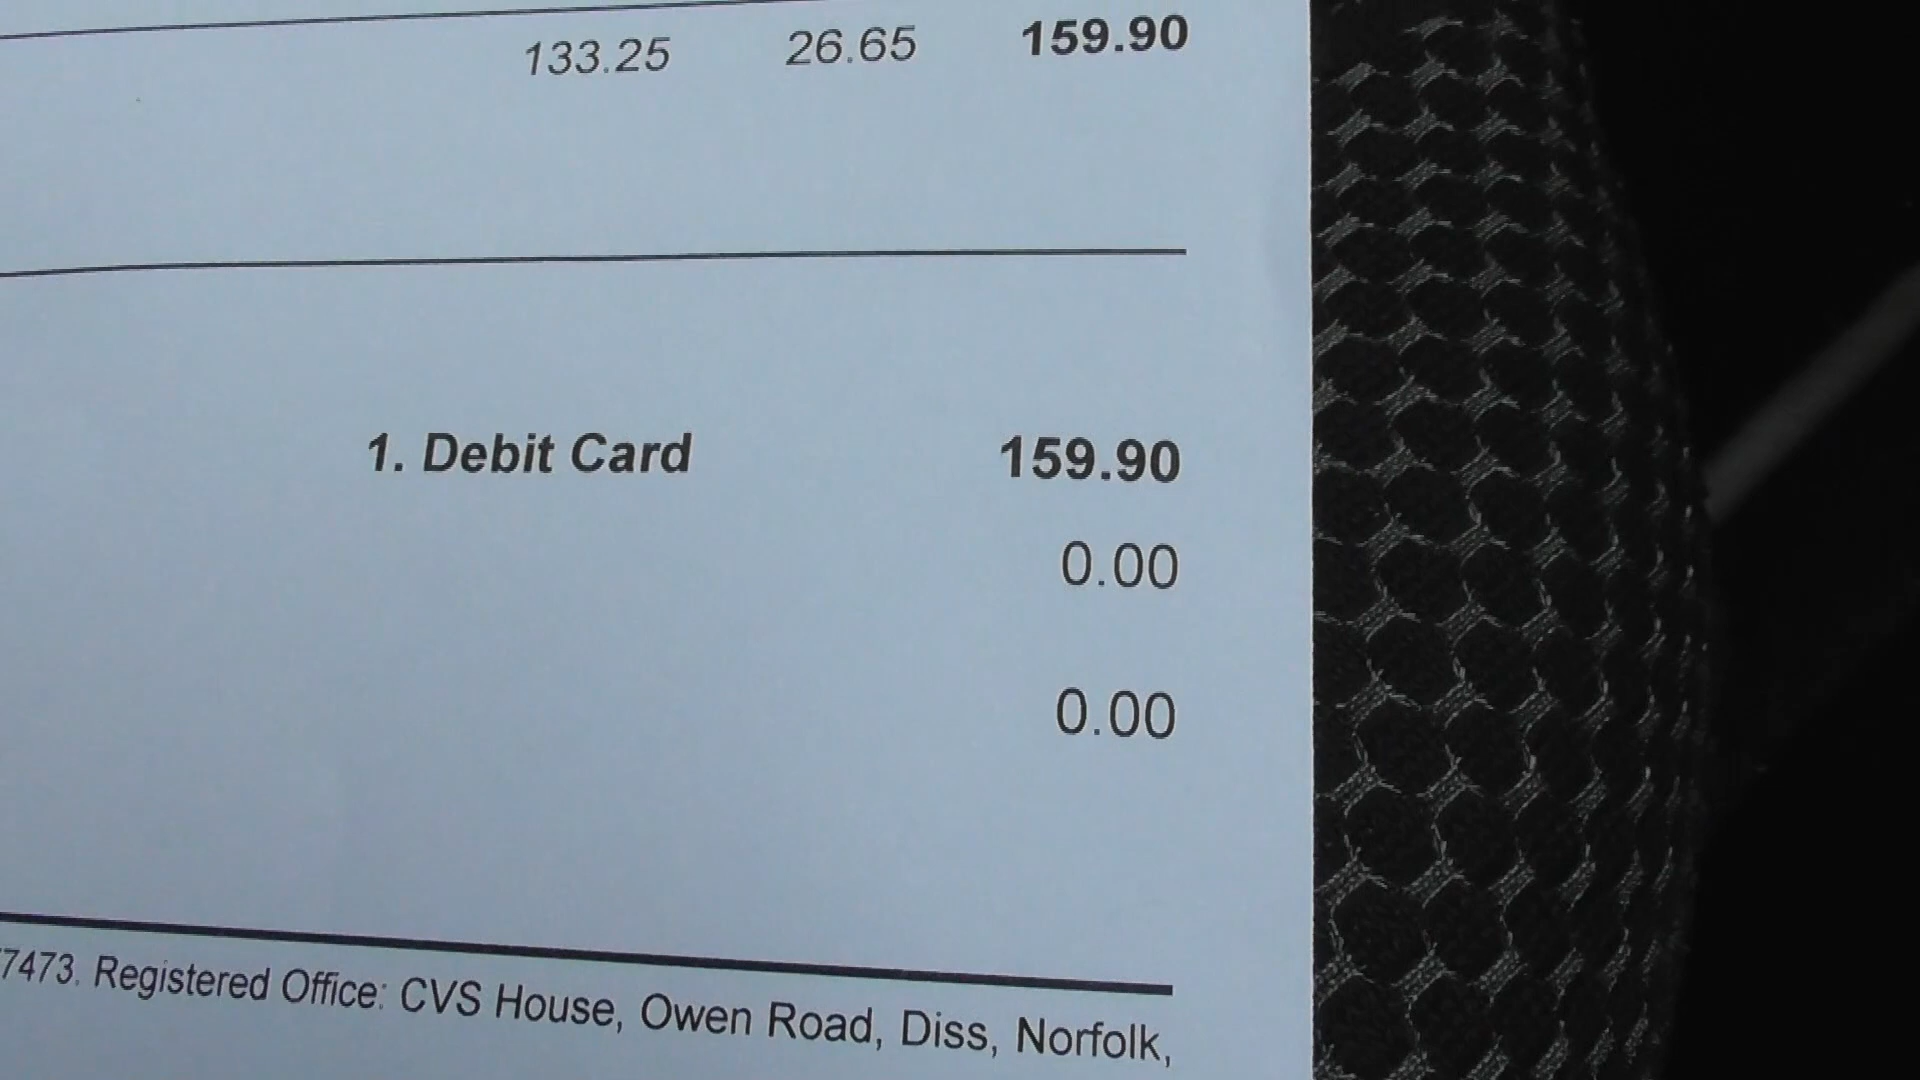 133.25 26.65 159.90
1. Debit Card 159.90
0.00
0.00
7473. Registered Office: CVS House, Owen Road, Diss, Norfolk,